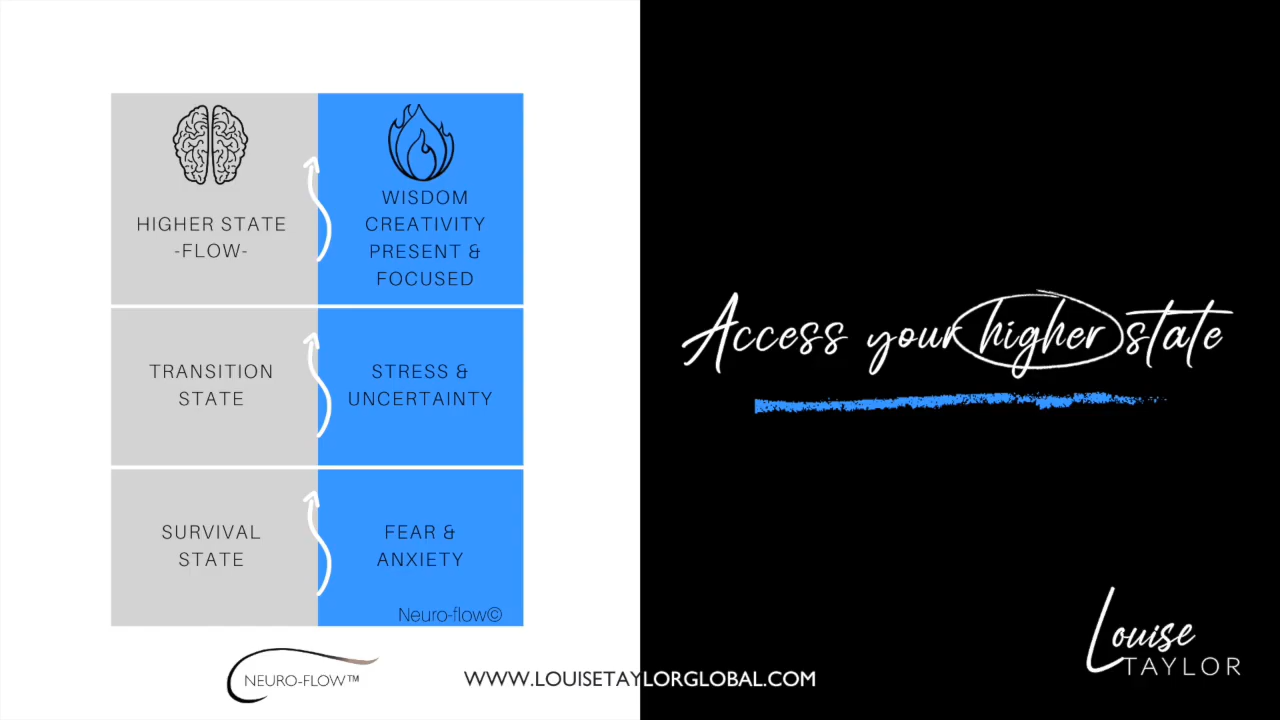 HIGHER STATE
-FLOW-
WISDOM
CREATIVITY
PRESENT &
FOCUSED
TRANSITION
STATE
STRESS &
UNCERTAINTY
SURVIVAL
STATE
FEAR &
ANXIETY
Neuro-flow©
Access your higher state
NEURO-FLOW™
WWW.LOUISETAYLORGLOBAL.COM
Louise
TAYLOR